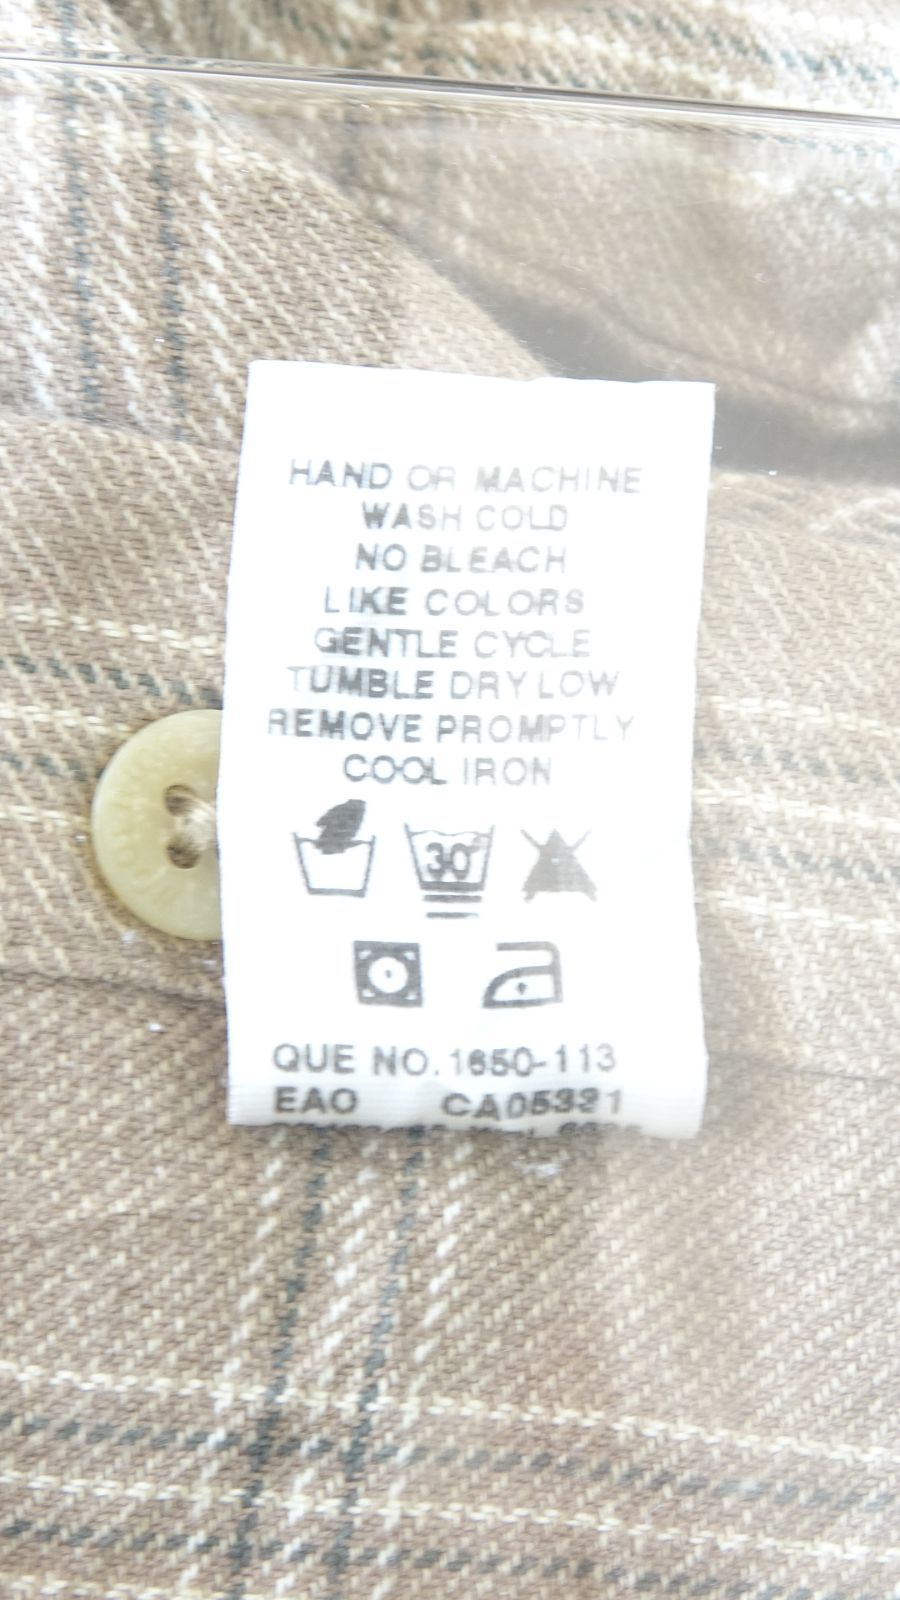 HAND OR MACHINE
WASH COLD
NO BLEACH
LIKE COLORS
GENTLE CYCLE
TUMBLE DRY LOW
REMOVE PROMPTLY
COOL IRON
30°
QUE NO. 1650-113
EAO CA05331